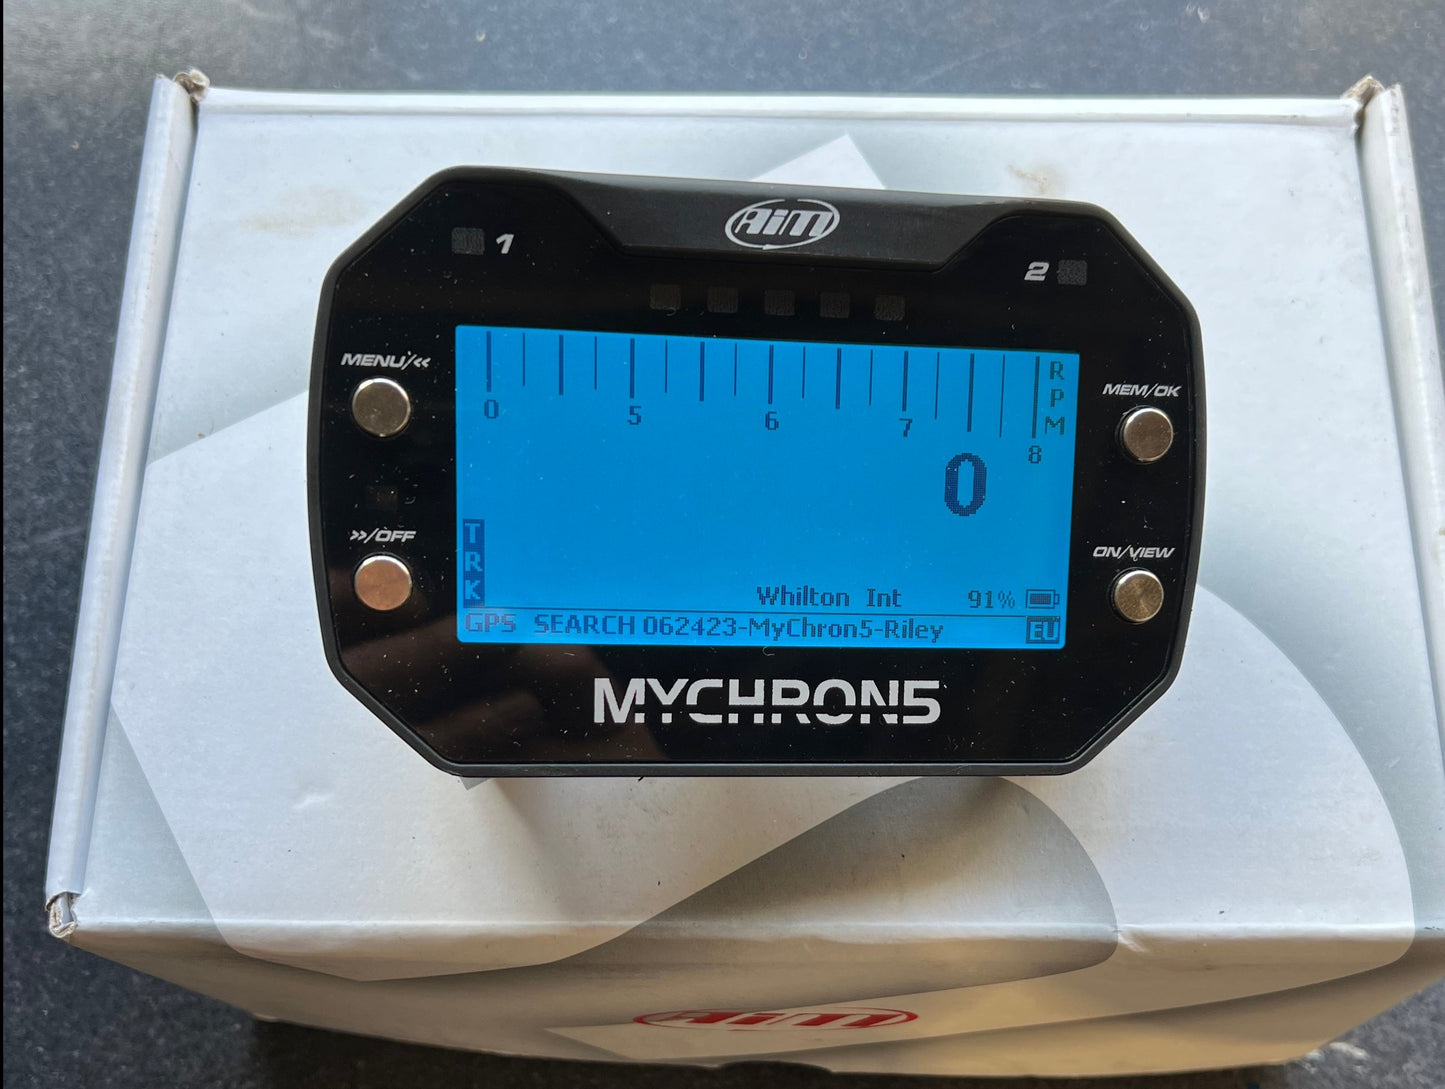 AiM
1
2
MENU/<<
MEM/OK
>>/OFF
ON/VIEW
0 5 6 7 8
RPM
0
TRK
Whilton Int 91%
GPS SEARCH 062423-MyChron5-Riley EU
MYCHRON5
AiM